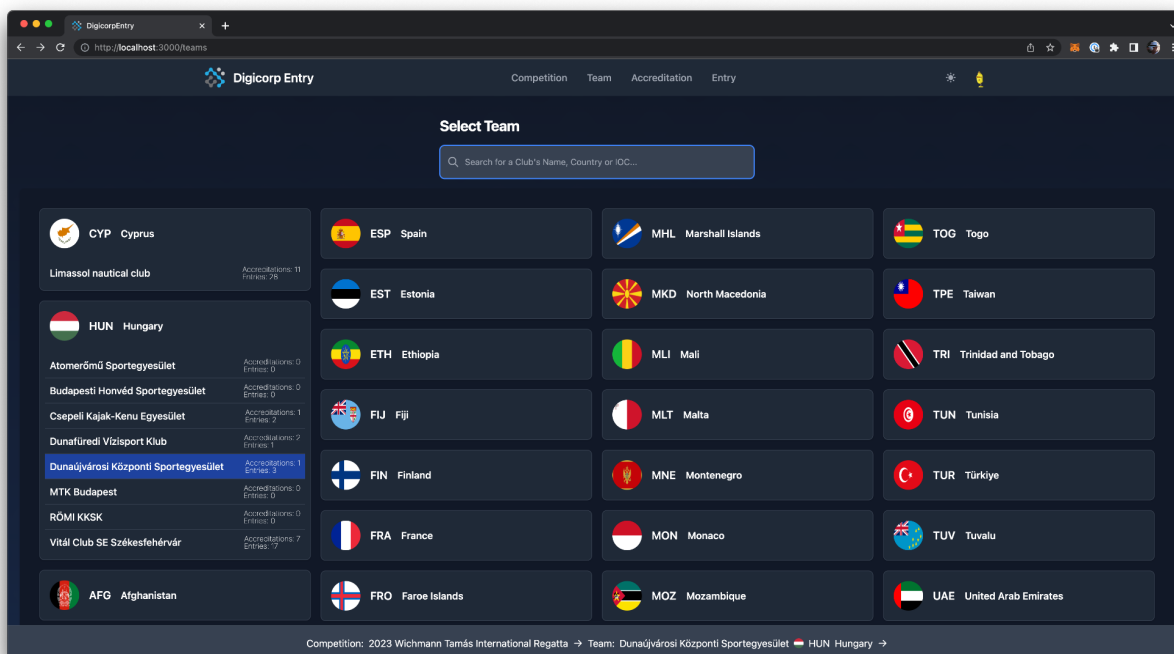 DigicorpEntry
http://localhost:3000/teams
Digicorp Entry
Competition Team Accreditation Entry
Select Team
Search for a Club's Name, Country or IOC...
CYP Cyprus
Limassol nautical club
Accreditations: 11
Entries: 28
HUN Hungary
Atomerőmű Sportegyesület
Accreditations: 0
Entries: 0
Budapesti Honvéd Sportegyesület
Accreditations: 0
Entries: 0
Csepeli Kajak-Kenu Egyesület
Accreditations: 1
Entries: 2
Dunafüredi Vízisport Klub
Accreditations: 2
Entries: 1
Dunaújvárosi Központi Sportegyesület
Accreditations: 1
Entries: 3
MTK Budapest
Accreditations: 0
Entries: 0
RÖMI KKSK
Accreditations: 0
Entries: 0
Vitál Club SE Székesfehérvár
Accreditations: 7
Entries: 17
AFG Afghanistan
ESP Spain
EST Estonia
ETH Ethiopia
FIJ Fiji
FIN Finland
FRA France
FRO Faroe Islands
MHL Marshall Islands
MKD North Macedonia
MLI Mali
MLT Malta
MNE Montenegro
MON Monaco
MOZ Mozambique
TOG Togo
TPE Taiwan
TRI Trinidad and Tobago
TUN Tunisia
TUR Türkiye
TUV Tuvalu
UAE United Arab Emirates
Competition: 2023 Wichmann Tamás International Regatta → Team: Dunaújvárosi Központi Sportegyesület HUN Hungary →